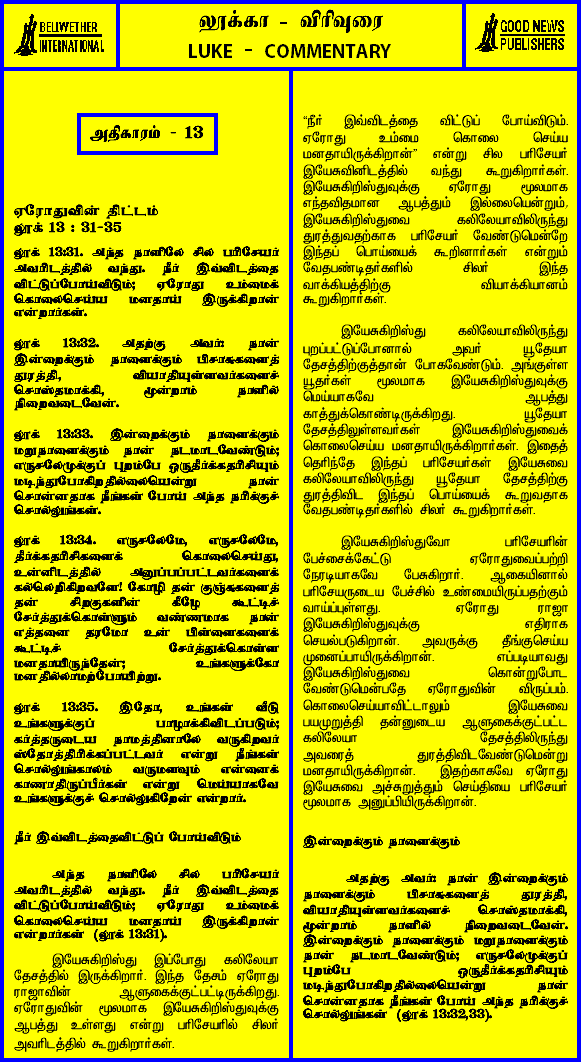 BELLWETHER
INTERNATIONAL
லூக்கா - விரிவுரை
LUKE - COMMENTARY
GOOD NEWS
PUBLISHERS
அதிகாரம் - 13
ஏரோதுவின் திட்டம்
லூக் 13 : 31-35
லூக் 13:31. அந்த நாளிலே சில பரிசேயர்
அவரிடத்தில் வந்து. நீர் இவ்விடத்தை
விட்டுப்போய்விடும்; ஏரோது உம்மைக்
கொலைசெய்ய மனதாய் இருக்கிறான்
என்றார்கள்.
லூக் 13:32. அதற்கு அவர்: நான்
இன்றைக்கும் நாளைக்கும் பிசாசுகளைத்
துரத்தி, வியாதியுள்ளவர்களைச்
சொஸ்தமாக்கி, மூன்றாம் நாளில்
நிறைவடைவேன்.
லூக் 13:33. இன்றைக்கும் நாளைக்கும்
மறுநாளைக்கும் நான் நடமாடவேண்டும்;
எருசலேமுக்குப் புறம்பே ஒருதீர்க்கதரிசியும்
மடிந்துபோகிறதில்லையென்று நான்
சொன்னதாக நீங்கள் போய் அந்த நரிக்குச்
சொல்லுங்கள்.
லூக் 13:34. எருசலேமே, எருசலேமே,
தீர்க்கதரிசிகளைக் கொலைசெய்து,
உன்னிடத்தில் அனுப்பப்பட்டவர்களைக்
கல்லெறிகிறவளே! கோழி தன் குஞ்சுகளைத்
தன் சிறகுகளின் கீழே கூட்டிச்
சேர்த்துக்கொள்ளும் வண்ணமாக நான்
எத்தனை தரமோ உன் பிள்ளைகளைக்
கூட்டிச் சேர்த்துக்கொள்ள
மனதாயிருந்தேன்; உங்களுக்கோ
மனதில்லாமற்போயிற்று.
லூக் 13:35. இதோ, உங்கள் வீடு
உங்களுக்குப் பாழாக்கிவிடப்படும்;
கர்த்தருடைய நாமத்தினாலே வருகிறவர்
ஸ்தோத்திரிக்கப்பட்டவர் என்று நீங்கள்
சொல்லுங்காலம் வருமளவும் என்னைக்
காணாதிருப்பீர்கள் என்று மெய்யாகவே
உங்களுக்குச் சொல்லுகிறேன் என்றார்.
நீர் இவ்விடத்தைவிட்டுப் போய்விடும்
அந்த நாளிலே சில பரிசேயர்
அவரிடத்தில் வந்து. நீர் இவ்விடத்தை
விட்டுப்போய்விடும்; ஏரோது உம்மைக்
கொலைசெய்ய மனதாய் இருக்கிறான்
என்றார்கள் (லூக் 13:31).
இயேசுகிறிஸ்து இப்போது கலிலேயா
தேசத்தில் இருக்கிறார். இந்த தேசம் ஏரோது
ராஜாவின் ஆளுகைக்குட்பட்டிருக்கிறது.
ஏரோதுவின் மூலமாக இயேசுகிறிஸ்துவுக்கு
ஆபத்து உள்ளது என்று பரிசேயரில் சிலர்
அவரிடத்தில் கூறுகிறார்கள்.
“நீர் இவ்விடத்தை விட்டுப் போய்விடும்.
ஏரோது உம்மை கொலை செய்ய
மனதாயிருக்கிறான்” என்று சில பரிசேயர்
இயேசுவினிடத்தில் வந்து கூறுகிறார்கள்.
இயேசுகிறிஸ்துவுக்கு ஏரோது மூலமாக
எந்தவிதமான ஆபத்தும் இல்லையென்றும்,
இயேசுகிறிஸ்துவை கலிலேயாவிலிருந்து
துரத்துவதற்காக பரிசேயர் வேண்டுமென்றே
இந்தப் பொய்யைக் கூறினார்கள் என்றும்
வேதபண்டிதர்களில் சிலர் இந்த
வாக்கியத்திற்கு வியாக்கியானம்
கூறுகிறார்கள்.
இயேசுகிறிஸ்து கலிலேயாவிலிருந்து
புறப்பட்டுப்போனால் அவர் யூதேயா
தேசத்திற்குத்தான் போகவேண்டும். அங்குள்ள
யூதர்கள் மூலமாக இயேசுகிறிஸ்துவுக்கு
மெய்யாகவே ஆபத்து
காத்துக்கொண்டிருக்கிறது. யூதேயா
தேசத்திலுள்ளவர்கள் இயேசுகிறிஸ்துவைக்
கொலைசெய்ய மனதாயிருக்கிறார்கள். இதைத்
தெரிந்தே இந்தப் பரிசேயர்கள் இயேசுவை
கலிலேயாவிலிருந்து யூதேயா தேசத்திற்கு
துரத்திவிட இந்தப் பொய்யைக் கூறுவதாக
வேதபண்டிதர்களில் சிலர் கூறுகிறார்கள்.
இயேசுகிறிஸ்துவோ பரிசேயரின்
பேச்சைக்கேட்டு ஏரோதுவைப்பற்றி
நேரடியாகவே பேசுகிறார். ஆகையினால்
பரிசேயருடைய பேச்சில் உண்மையிருப்பதற்கும்
வாய்ப்புள்ளது. ஏரோது ராஜா
இயேசுகிறிஸ்துவுக்கு எதிராக
செயல்படுகிறான். அவருக்கு தீங்குசெய்ய
முனைப்பாயிருக்கிறான். எப்படியாவது
இயேசுகிறிஸ்துவை கொன்றுபோட
வேண்டுமென்பதே ஏரோதுவின் விருப்பம்.
கொலைசெய்யாவிட்டாலும் இயேசுவை
பயமுறுத்தி தன்னுடைய ஆளுகைக்குட்பட்ட
கலிலேயா தேசத்திலிருந்து
அவரைத் துரத்திவிடவேண்டுமென்று
மனதாயிருக்கிறான். இதற்காகவே ஏரோது
இயேசுவை அச்சுறுத்தும் செய்தியை பரிசேயர்
மூலமாக அனுப்பியிருக்கிறான்.
இன்றைக்கும் நாளைக்கும்
அதற்கு அவர்: நான் இன்றைக்கும்
நாளைக்கும் பிசாசுகளைத் துரத்தி,
வியாதியுள்ளவர்களைச் சொஸ்தமாக்கி,
மூன்றாம் நாளில் நிறைவடைவேன்.
இன்றைக்கும் நாளைக்கும் மறுநாளைக்கும்
நான் நடமாடவேண்டும்; எருசலேமுக்குப்
புறம்பே ஒருதீர்க்கதரிசியும்
மடிந்துபோகிறதில்லையென்று நான்
சொன்னதாக நீங்கள் போய் அந்த நரிக்குச்
சொல்லுங்கள் (லூக் 13:32,33).